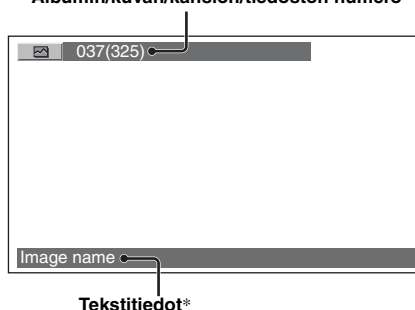 Albumin/kuvan/kansion/tiedoston numero
037(325)
Image name
Tekstitiedot*